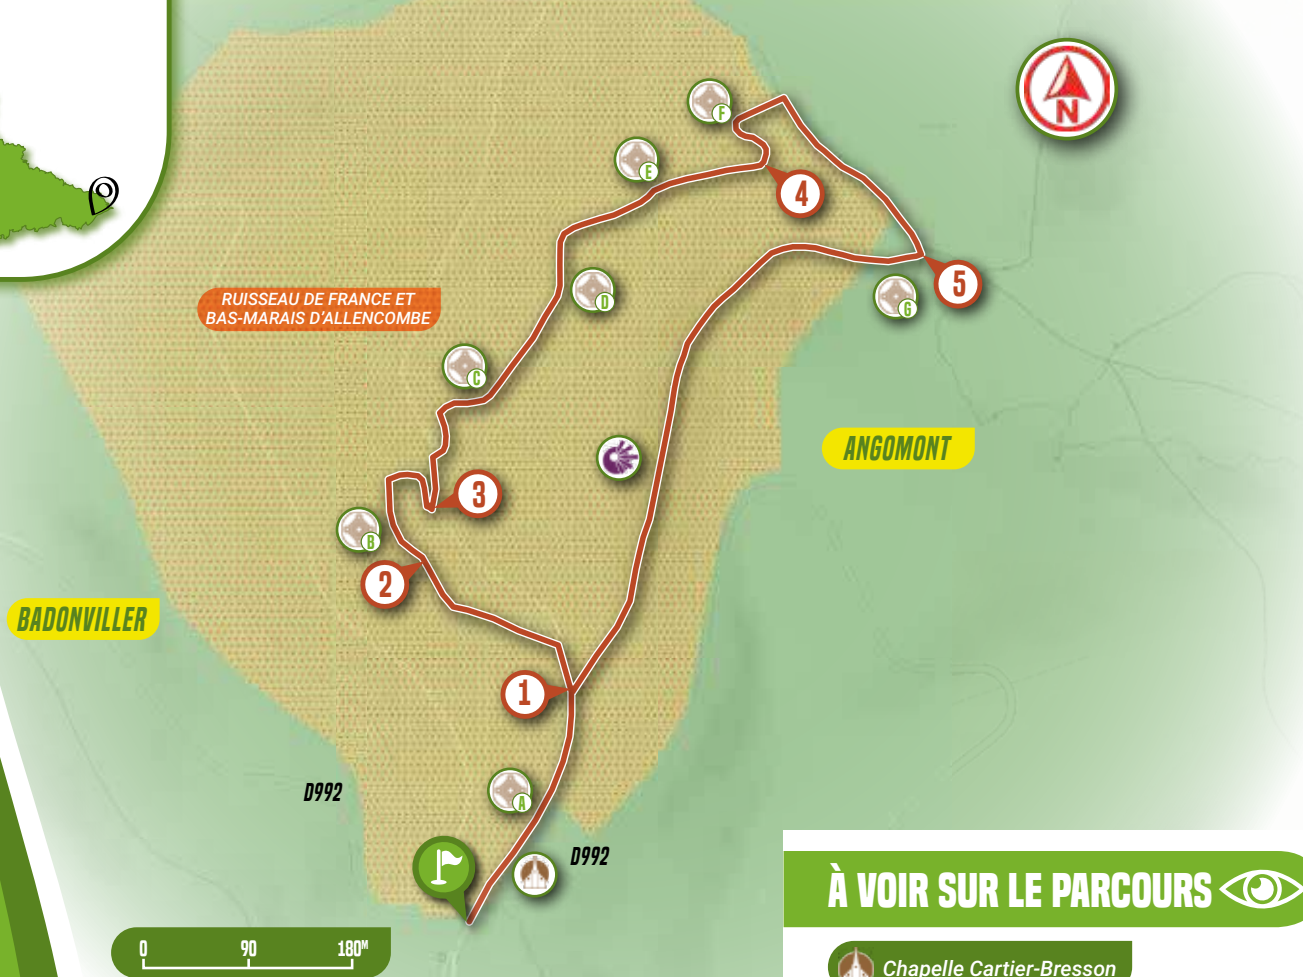 N
F
E
4
5
D
G
RUISSEAU DE FRANCE ET
BAS-MARAIS D'ALLENCOMBE
C
ANGOMONT
3
B
2
BADONVILLER
1
A
D992
D992
À VOIR SUR LE PARCOURS
0 90 180M
Chapelle Cartier-Bresson